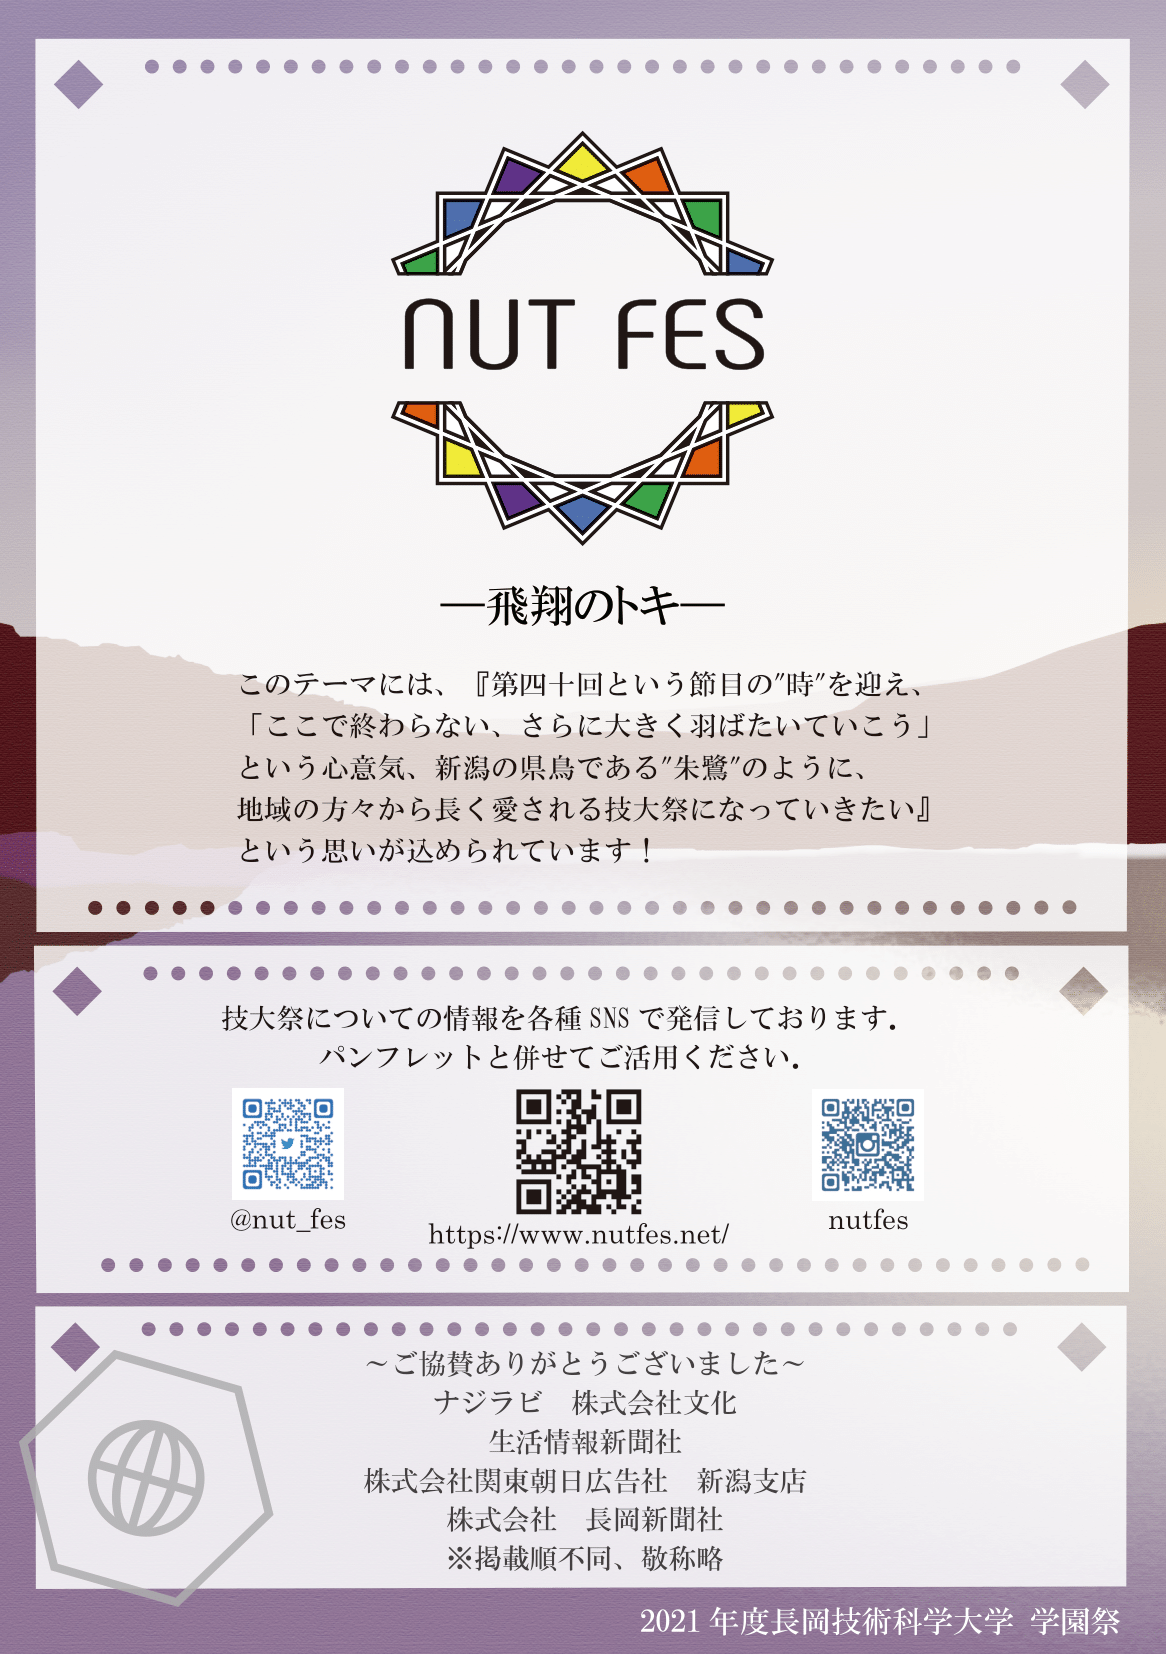 NUT FES
―飛翔のトキ―
このテーマには、『第四十回という節目の"時"を迎え、
「ここで終わらない、さらに大きく羽ばたいていこう」
という心意気、新潟の県鳥である"朱鷺"のように、
地域の方々から長く愛される技大祭になっていきたい』
という思いが込められています！
技大祭についての情報を各種 SNS で発信しております．
パンフレットと併せてご活用ください．
@nut_fes
https://www.nutfes.net/
nutfes
～ご協賛ありがとうございました～
ナジラビ　株式会社文化
生活情報新聞社
株式会社関東朝日広告社　新潟支店
株式会社　長岡新聞社
※掲載順不同、敬称略
2021 年度長岡技術科学大学 学園祭